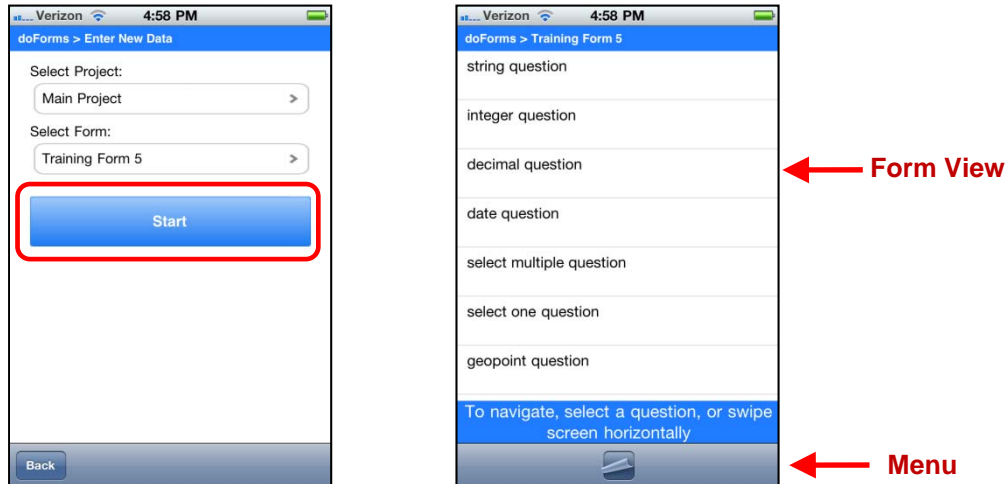 Verizon 4:58 PM
doForms > Enter New Data
Select Project:
Main Project >
Select Form:
Training Form 5 >
Start
Back
Verizon 4:58 PM
doForms > Training Form 5
string question
integer question
decimal question
date question
select multiple question
select one question
geopoint question
To navigate, select a question, or swipe
screen horizontally
Form View
Menu